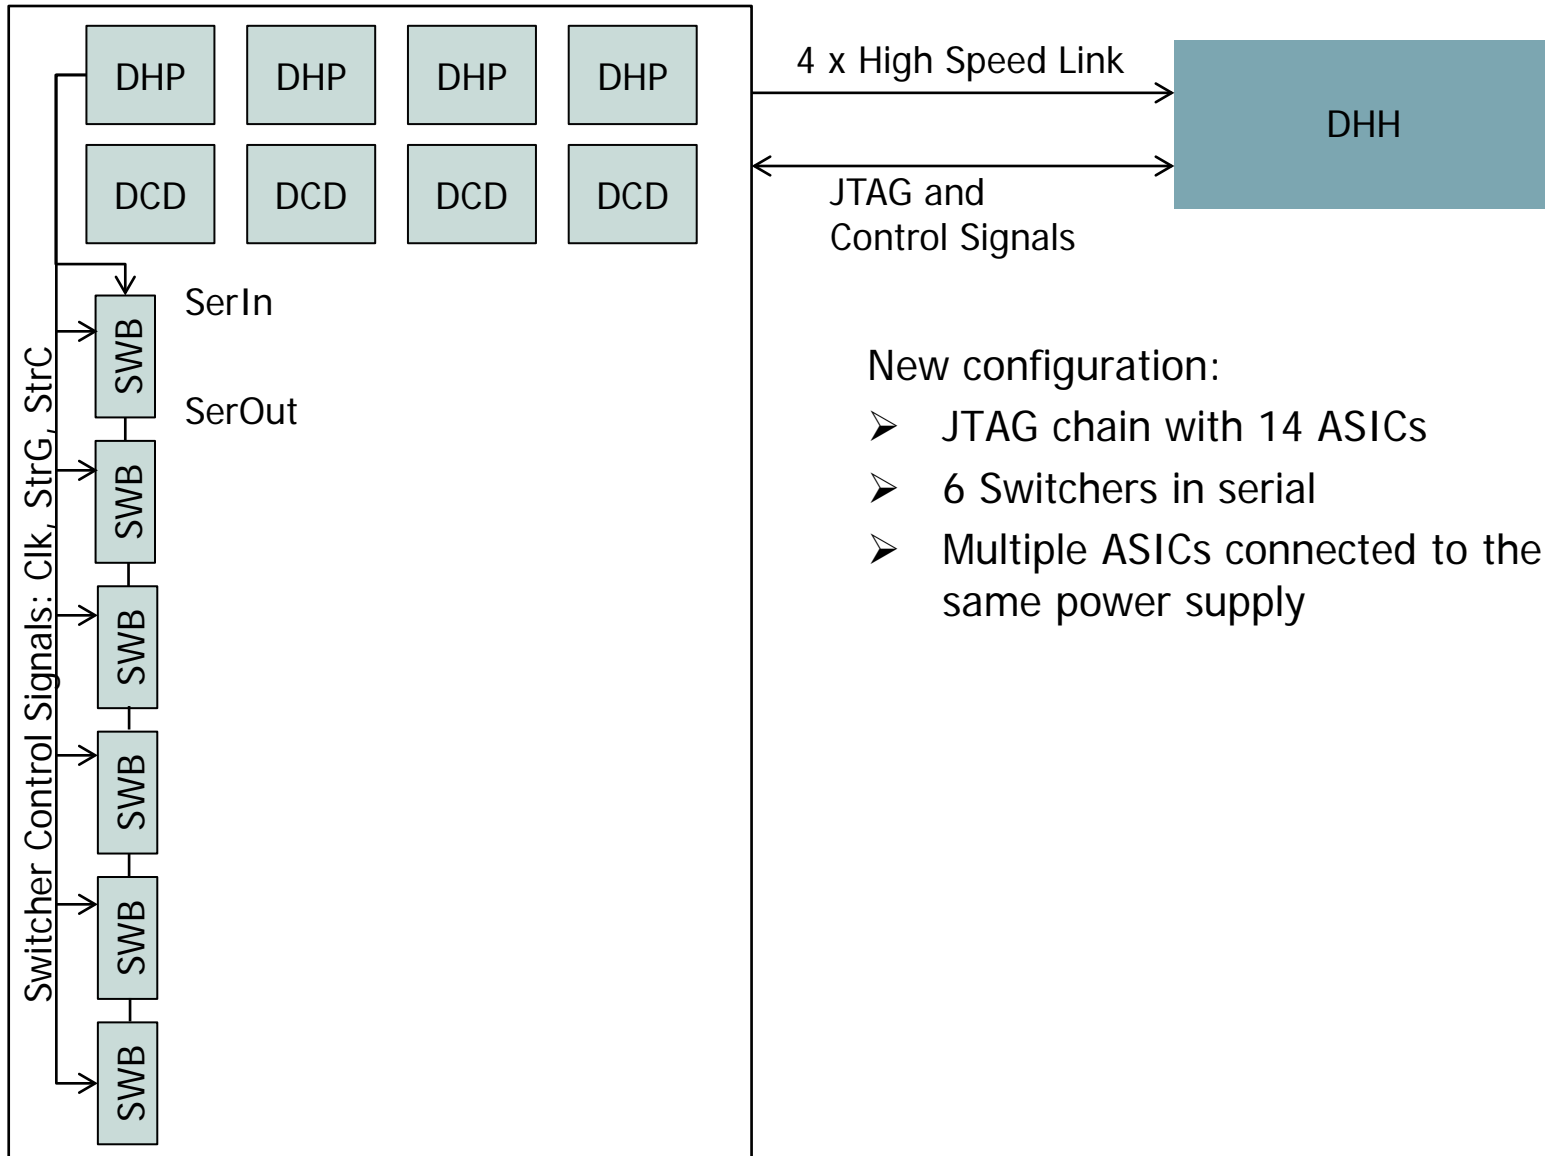 DHP DHP DHP DHP
DCD DCD DCD DCD
4 x High Speed Link
DHH
JTAG and
Control Signals
SerIn
SerOut
Switcher Control Signals: Clk, StrG, StrC
SWB
SWB
SWB
SWB
SWB
SWB
New configuration:
➢ JTAG chain with 14 ASICs
➢ 6 Switchers in serial
➢ Multiple ASICs connected to the
same power supply